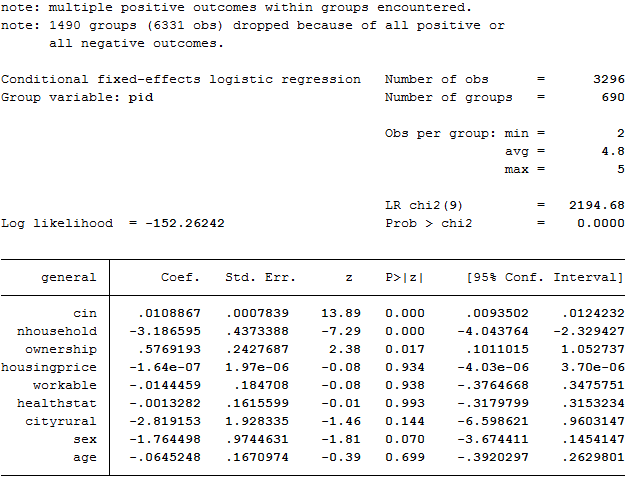 note: multiple positive outcomes within groups encountered.
note: 1490 groups (6331 obs) dropped because of all positive or
all negative outcomes.
Conditional fixed-effects logistic regression Number of obs = 3296
Group variable: pid Number of groups = 690
Obs per group: min = 2
avg = 4.8
max = 5
LR chi2(9) = 2194.68
Log likelihood = -152.26242 Prob > chi2 = 0.0000
general Coef. Std. Err. z P>|z| [95% Conf. Interval]
cin .0108867 .0007839 13.89 0.000 .0093502 .0124232
nhousehold -3.186595 .4373388 -7.29 0.000 -4.043764 -2.329427
ownership .5769193 .2427687 2.38 0.017 .1011015 1.052737
housingprice -1.64e-07 1.97e-06 -0.08 0.934 -4.03e-06 3.70e-06
workable -.0144459 .184708 -0.08 0.938 -.3764668 .3475751
healthstat -.0013282 .1615599 -0.01 0.993 -.3179799 .3153234
cityrural -2.819153 1.928335 -1.46 0.144 -6.598621 .9603147
sex -1.764498 .9744631 -1.81 0.070 -3.674411 .1454147
age -.0645248 .1670974 -0.39 0.699 -.3920297 .2629801